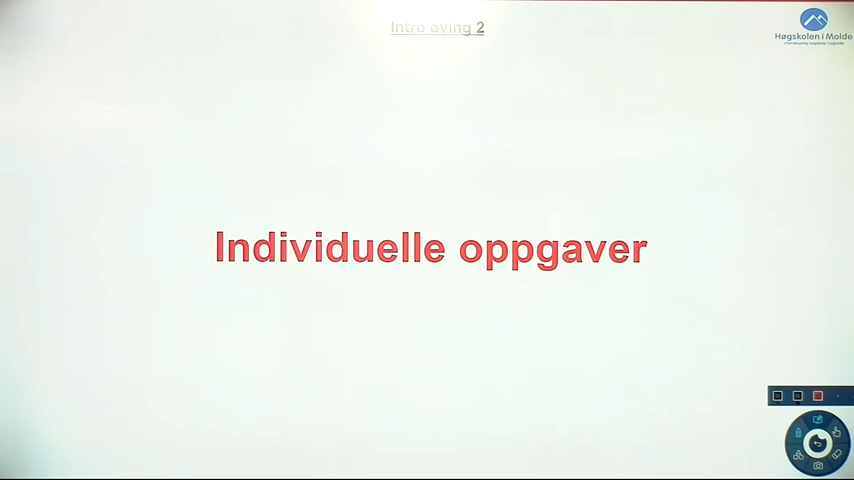 Intro øving 2
Høgskolen i Molde
Individuelle oppgaver